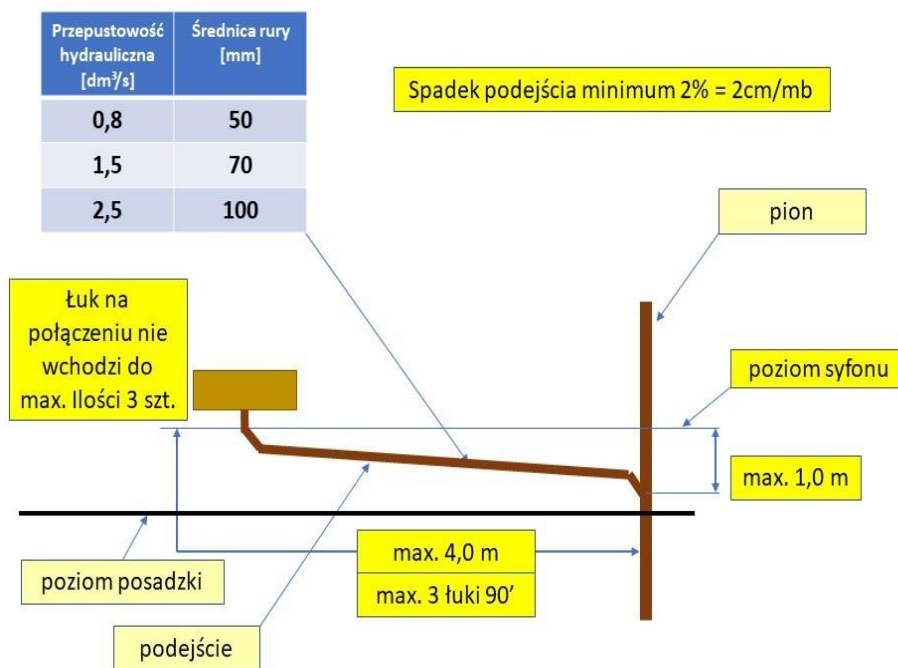 Przepustowość
hydrauliczna
[dm³/s]
Średnica rury
[mm]
0,8
50
1,5
70
2,5
100
Spadek podejścia minimum 2% = 2cm/mb
pion
Łuk na
połączeniu nie
wchodzi do
max. Ilości 3 szt.
poziom syfonu
max. 1,0 m
max. 4,0 m
max. 3 łuki 90'
poziom posadzki
podejście